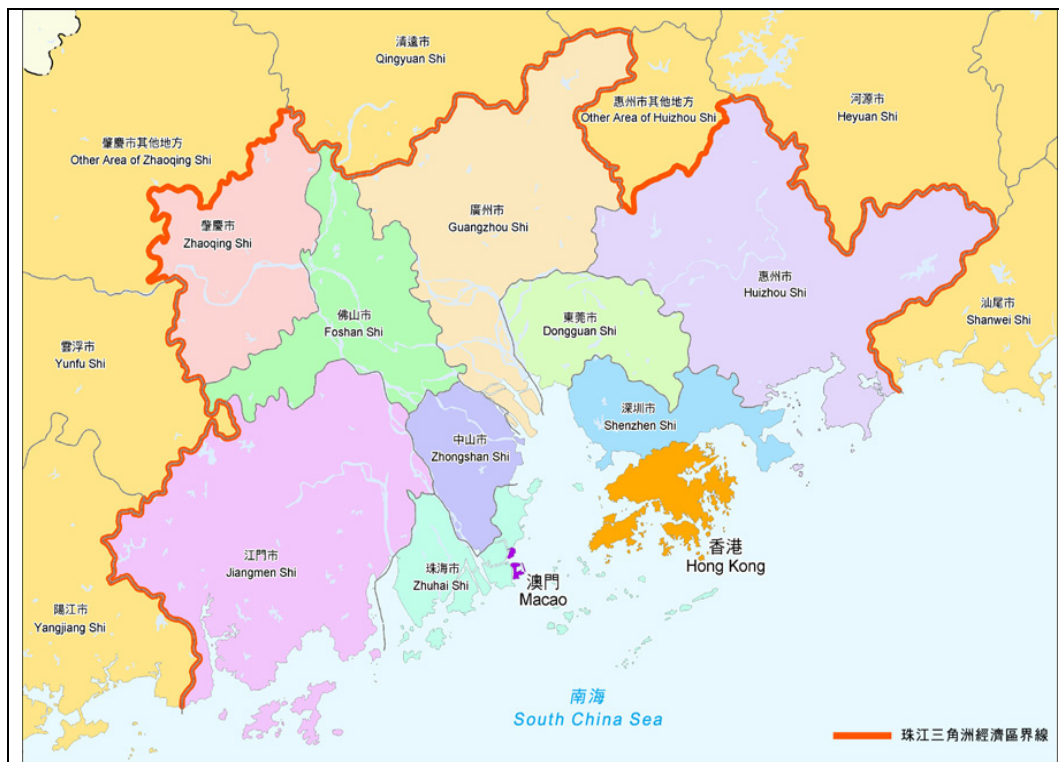 清遠市
Qingyuan Shi
惠州市其他地方
Other Area of Huizhou Shi
河源市
Heyuan Shi
肇慶市其他地方
Other Area of Zhaoqing Shi
肇慶市
Zhaoqing Shi
廣州市
Guangzhou Shi
惠州市
Huizhou Shi
汕尾市
Shanwei Shi
佛山市
Foshan Shi
東莞市
Dongguan Shi
雲浮市
Yunfu Shi
深圳市
Shenzhen Shi
中山市
Zhongshan Shi
香港
Hong Kong
江門市
Jiangmen Shi
珠海市
Zhuhai Shi
澳門
Macao
陽江市
Yangjiang Shi
南海
South China Sea
珠江三角洲經濟區界線